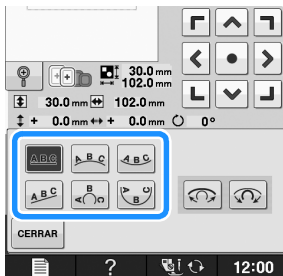 30.0 mm
102.0 mm
30.0 mm 102.0 mm
+ 0.0 mm + 0.0 mm 0°
ABC ABC ABC
ABC ABC ABC
CERRAR
? i 12:00